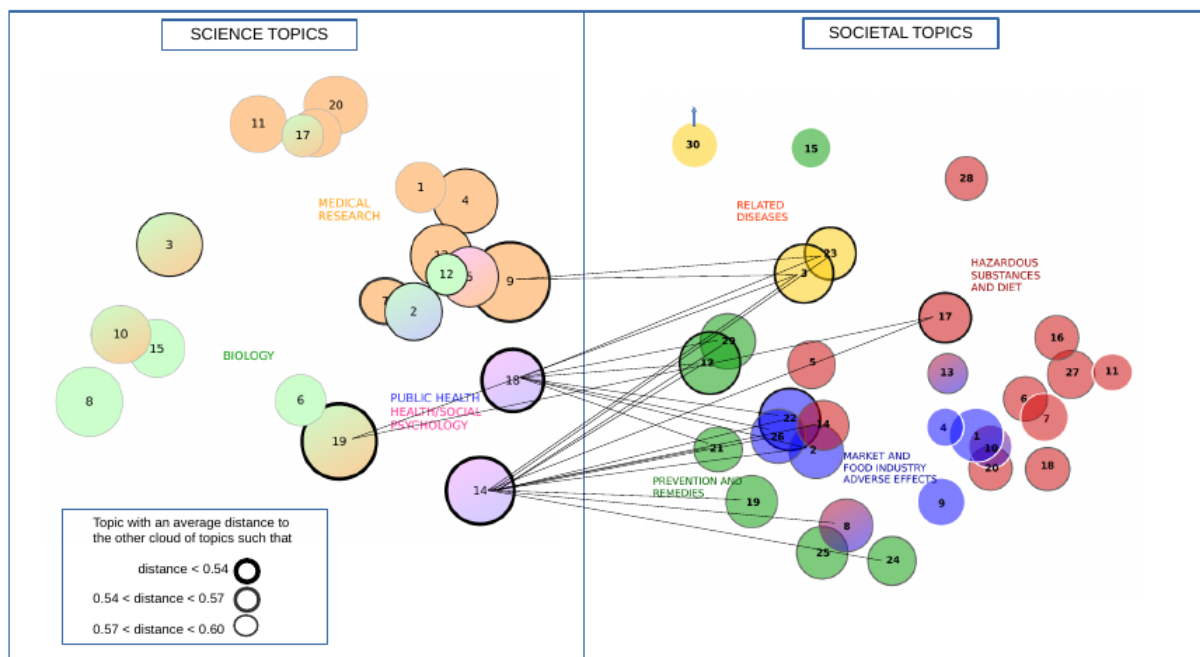 SCIENCE TOPICS
SOCIETAL TOPICS
20
11
17
30
15
28
1
4
MEDICAL
RESEARCH
RELATED
DISEASES
3
23
12
5
9
3
HAZARDOUS
SUBSTANCES
AND DIET
7
2
17
10
15
BIOLOGY
29
12
5
16
13
27
11
18
8
6
PUBLIC HEALTH
HEALTH/SOCIAL
PSYCHOLOGY
6
7
22
14
26
4
1
19
21
2
10
MARKET AND
FOOD INDUSTRY
ADVERSE EFFECTS
20
18
14
PREVENTION AND
REMEDIES
19
9
8
25
24
Topic with an average distance to
the other cloud of topics such that
distance < 0.54
0.54 < distance < 0.57
0.57 < distance < 0.60